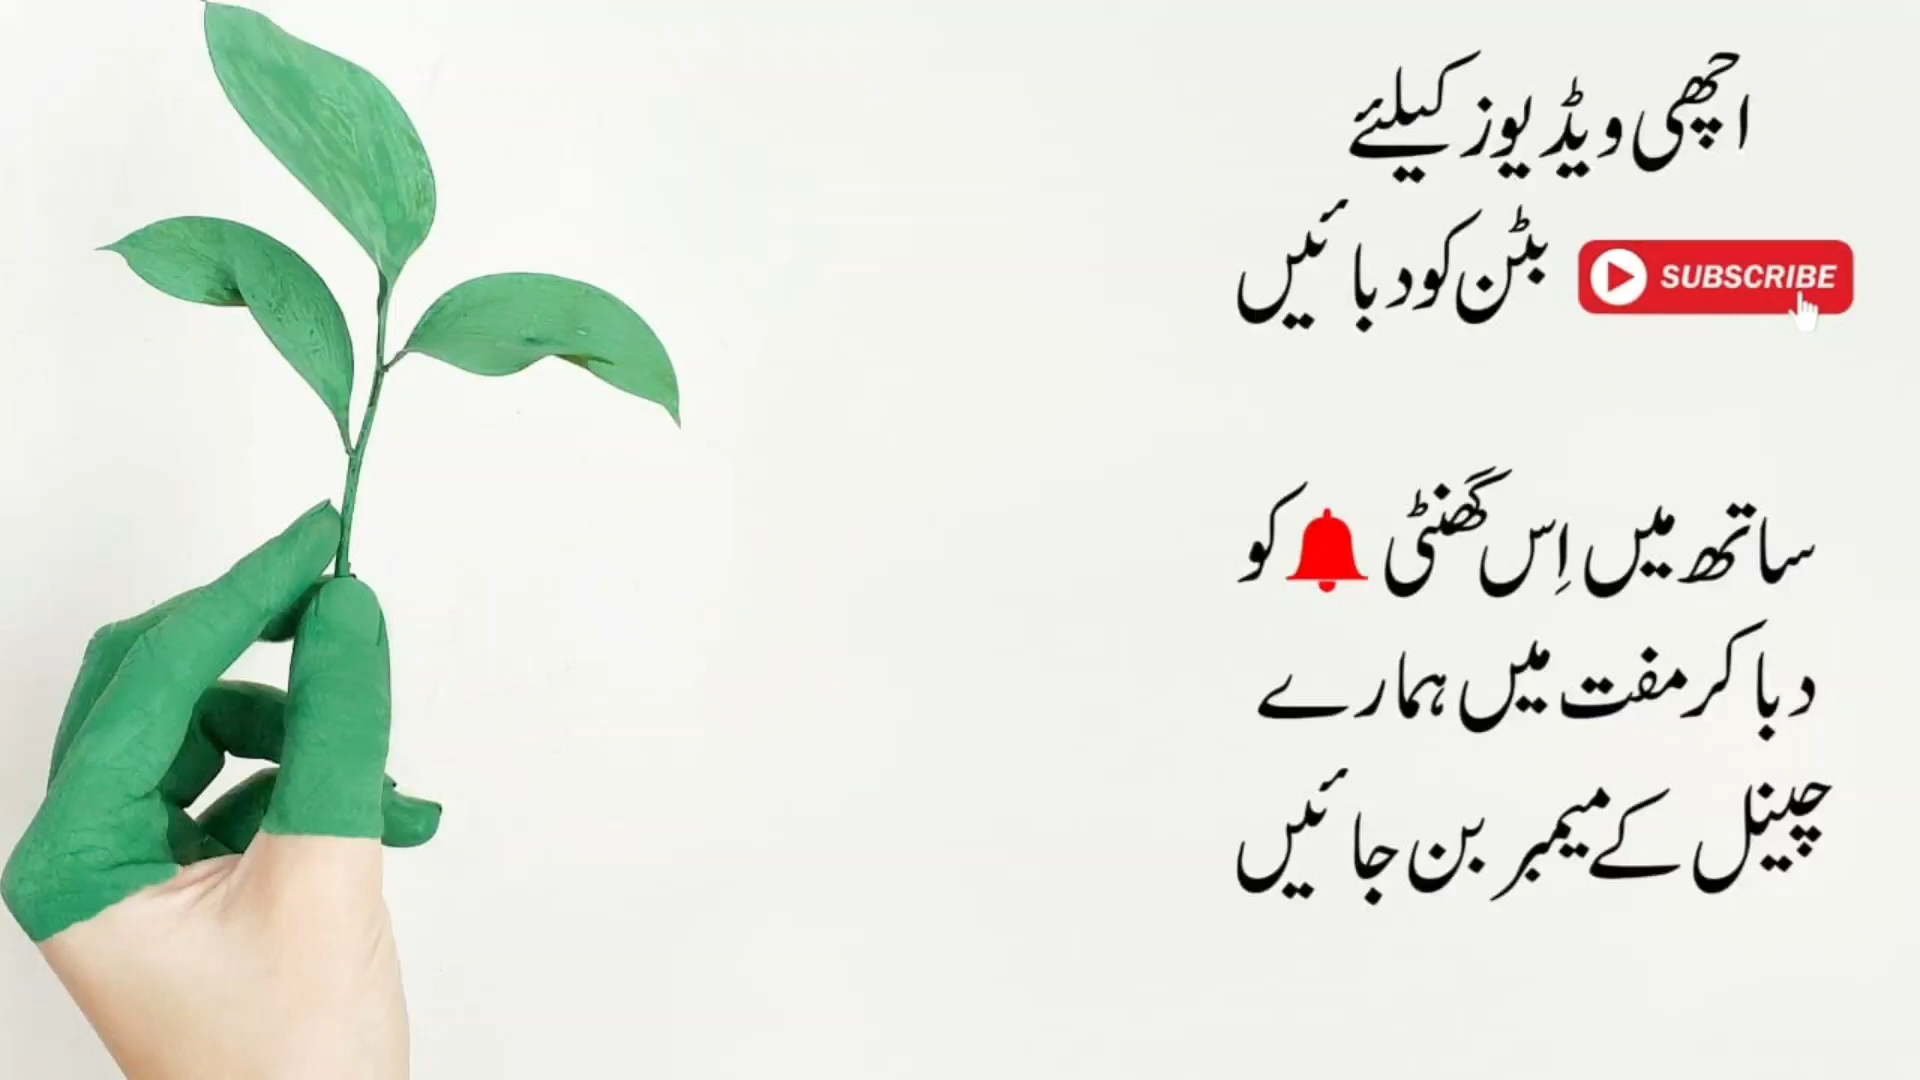 اچھی ویڈیوز کیلئے
SUBSCRIBE بٹن کو دبائیں
ساتھ میں اِس گھنٹی کو
دبا کر مفت میں ہمارے
چینل کے میمبر بن جائیں